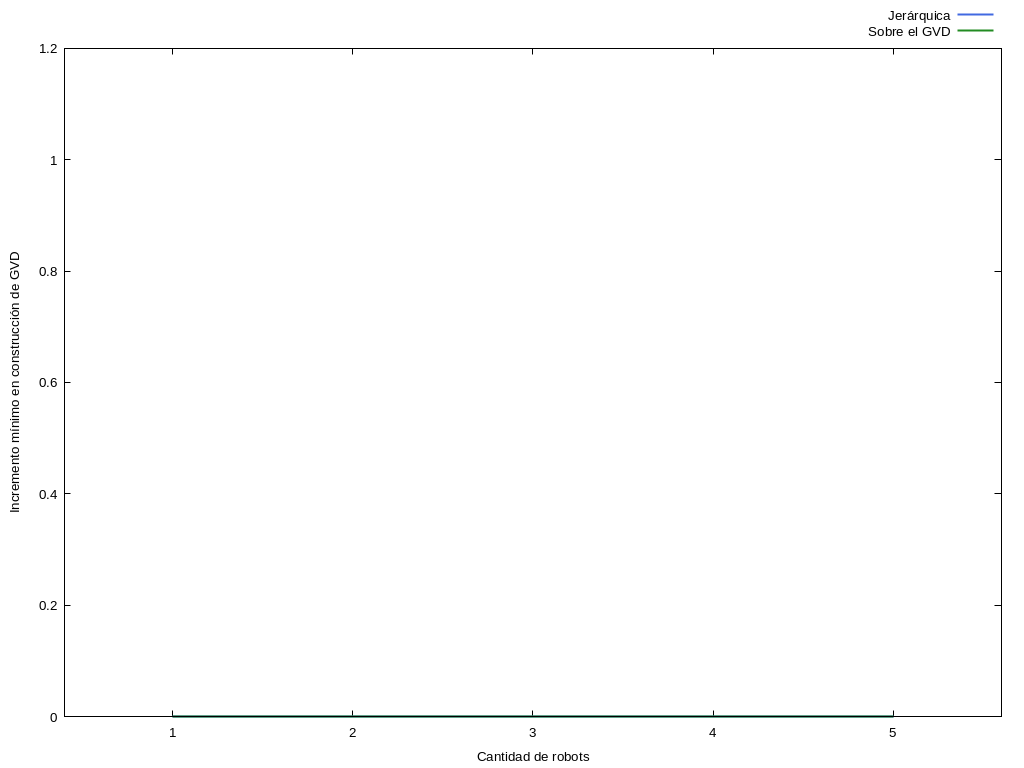 Jerárquica
Sobre el GVD
1.2
1
0.8
0.6
0.4
0.2
0
Incremento mínimo en construcción de GVD
1 2 3 4 5
Cantidad de robots